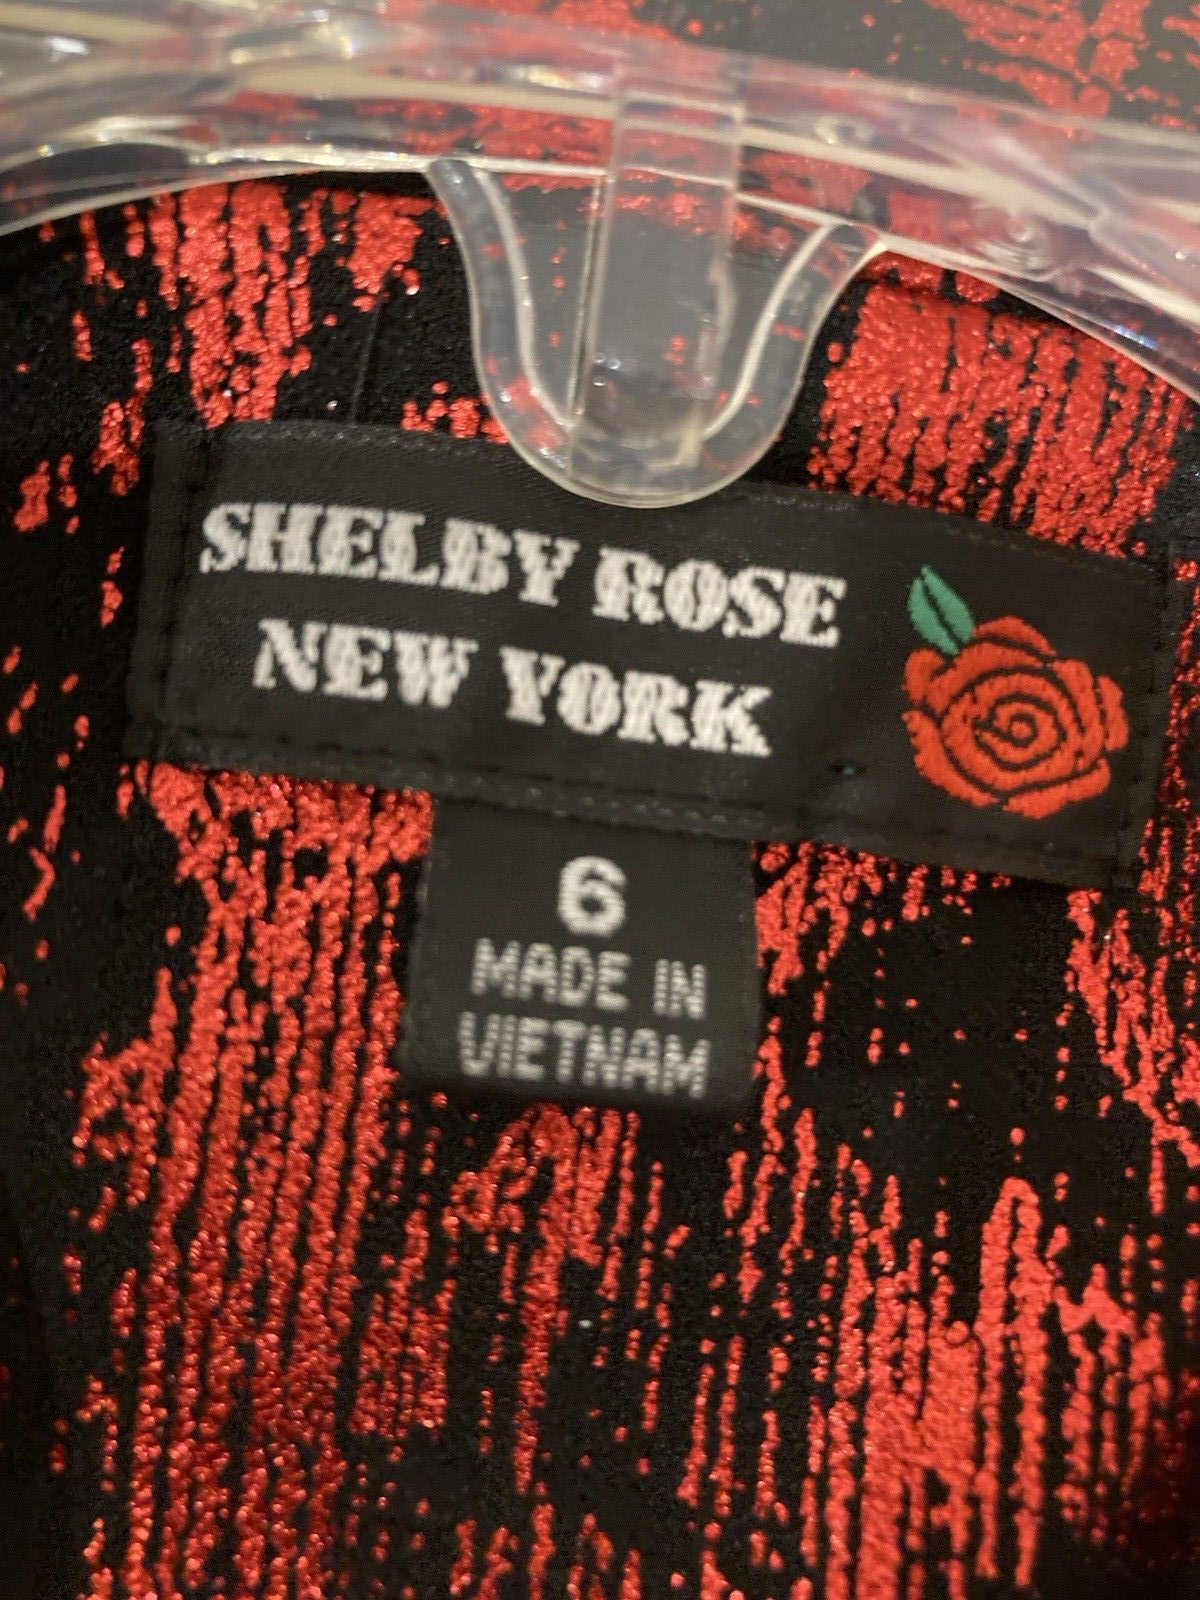 SHELBY ROSE
NEW YORK
6
MADE IN
VIETNAM